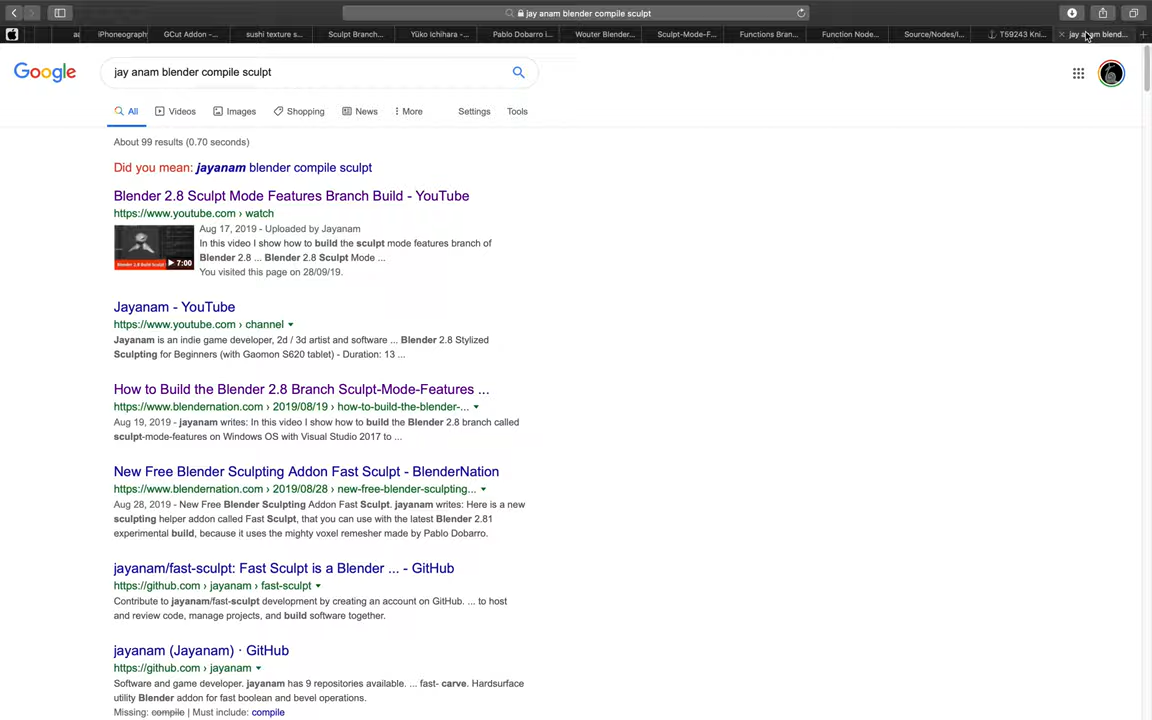 jay anam blender compile sculpt
iPhoneograph
GCut Addon -...
sushi texture s...
Sculpt Branch...
Yūko Ichihara -...
Pablo Dobarro i...
Wouter Blender...
Sculpt-Mode-F...
Functions Bran...
Function Node...
Source/Nodes/I...
T59243 Kni...
jay anam blend...
Google
jay anam blender compile sculpt
All
Videos
Images
Shopping
News
More
Settings
Tools
About 99 results (0.70 seconds)
Did you mean: jayanam blender compile sculpt
Blender 2.8 Sculpt Mode Features Branch Build - YouTube
https://www.youtube.com › watch
Aug 17, 2019 - Uploaded by Jayanam
In this video I show how to build the sculpt mode features branch of
Blender 2.8 ... Blender 2.8 Sculpt Mode ...
You visited this page on 28/09/19.
7:00
Jayanam - YouTube
https://www.youtube.com › channel
Jayanam is an indie game developer, 2d / 3d artist and software ... Blender 2.8 Stylized
Sculpting for Beginners (with Gaomon S620 tablet) - Duration: 13 ...
How to Build the Blender 2.8 Branch Sculpt-Mode-Features ...
https://www.blendernation.com › 2019/08/19 › how-to-build-the-blender-...
Aug 19, 2019 - jayanam writes: In this video I show how to build the Blender 2.8 branch called
sculpt-mode-features on Windows OS with Visual Studio 2017 to ...
New Free Blender Sculpting Addon Fast Sculpt - BlenderNation
https://www.blendernation.com › 2019/08/28 › new-free-blender-sculpting...
Aug 28, 2019 - New Free Blender Sculpting Addon Fast Sculpt. jayanam writes: Here is a new
sculpting helper addon called Fast Sculpt, that you can use with the latest Blender 2.81
experimental build, because it uses the mighty voxel remesher made by Pablo Dobarro.
jayanam/fast-sculpt: Fast Sculpt is a Blender ... - GitHub
https://github.com › jayanam › fast-sculpt
Contribute to jayanam/fast-sculpt development by creating an account on GitHub. ... to host
and review code, manage projects, and build software together.
jayanam (Jayanam) · GitHub
https://github.com › jayanam
Software and game developer. jayanam has 9 repositories available. ... fast- carve. Hardsurface
utility Blender addon for fast boolean and bevel operations.
Missing: compile | Must include: compile